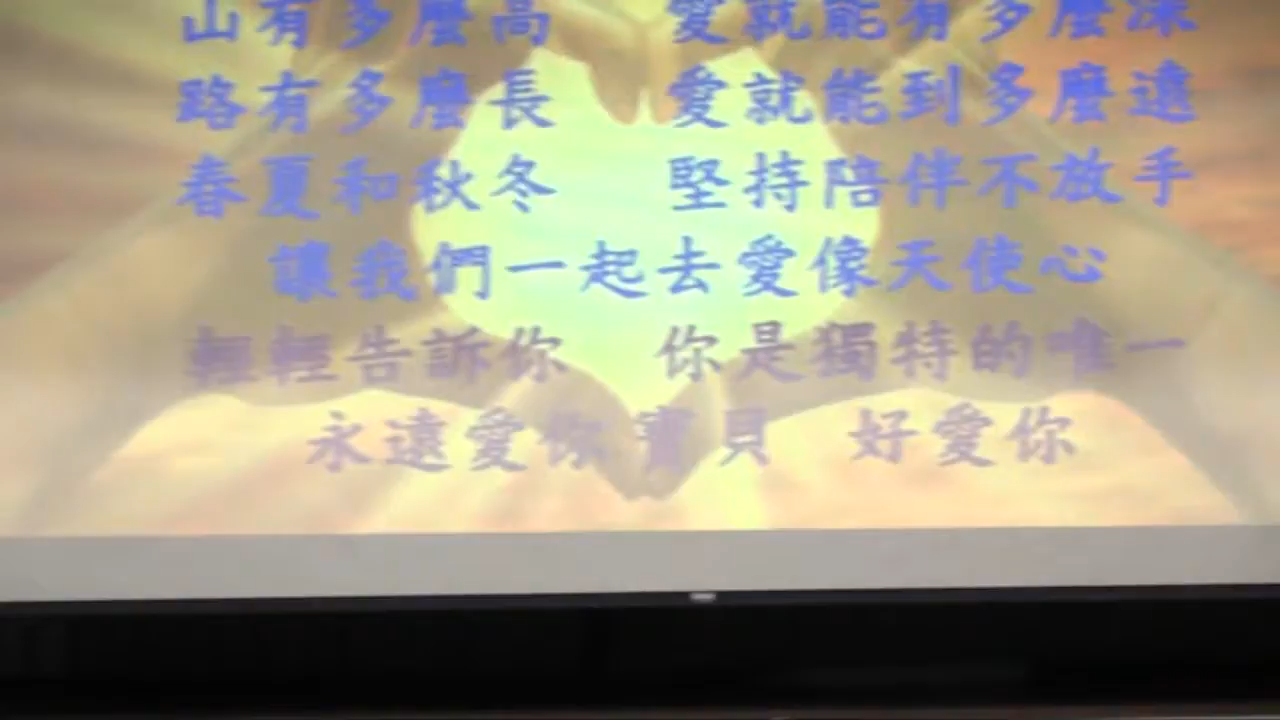 山有多麼高 愛就能有多麼深
路有多麼長 愛就能到多麼遠
春夏和秋冬 堅持陪伴不放手
讓我們一起去愛像天使心
輕輕告訴你 你是獨特的唯一
永遠愛你寶貝 好愛你